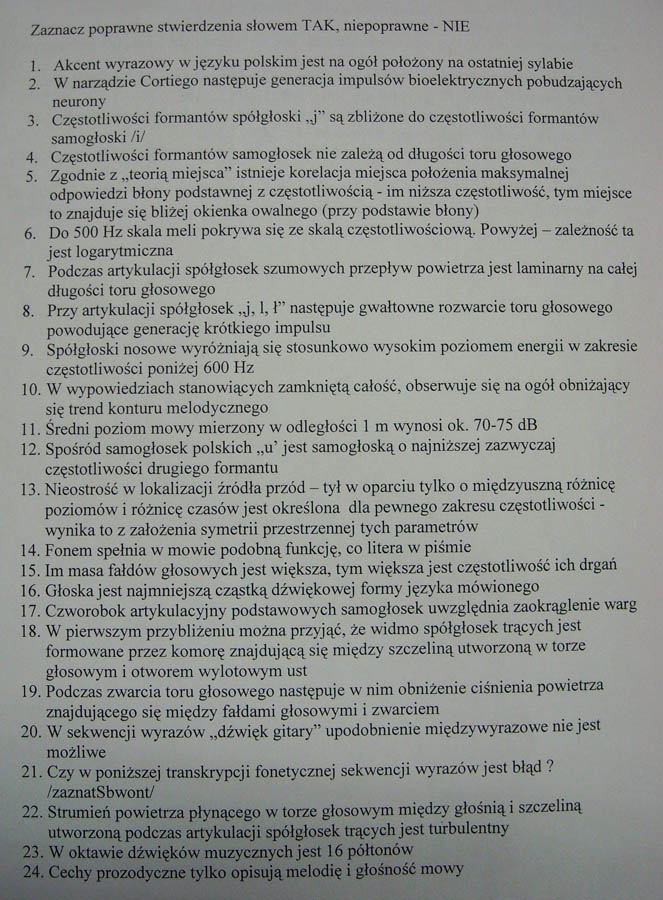 Zaznacz poprawne stwierdzenia słowem TAK, niepoprawne - NIE
1. Akcent wyrazowy w języku polskim jest na ogół położony na ostatniej sylabie
2. W narządzie Cortiego następuje generacja impulsów bioelektrycznych pobudzających
neurony
3. Częstotliwości formantów spółgłoski „j” są zbliżone do częstotliwości formantów
samogłoski /i/
4. Częstotliwości formantów samogłosek nie zależą od długości toru głosowego
5. Zgodnie z „teorią miejsca” istnieje korelacja miejsca położenia maksymalnej
odpowiedzi błony podstawnej z częstotliwością - im niższa częstotliwość, tym miejsce
to znajduje się bliżej okienka owalnego (przy podstawie błony)
6. Do 500 Hz skala meli pokrywa się ze skalą częstotliwościową. Powyżej – zależność ta
jest logarytmiczna
7. Podczas artykulacji spółgłosek szumowych przepływ powietrza jest laminarny na całej
długości toru głosowego
8. Przy artykulacji spółgłosek „j, l, ł” następuje gwałtowne rozwarcie toru głosowego
powodujące generację krótkiego impulsu
9. Spółgłoski nosowe wyróżniają się stosunkowo wysokim poziomem energii w zakresie
częstotliwości poniżej 600 Hz
10. W wypowiedziach stanowiących zamkniętą całość, obserwuje się na ogół obniżający
się trend konturu melodycznego
11. Średni poziom mowy mierzony w odległości 1 m wynosi ok. 70-75 dB
12. Spośród samogłosek polskich „u’ jest samogłoską o najniższej zazwyczaj
częstotliwości drugiego formantu
13. Nieostrość w lokalizacji źródła przód – tył w oparciu tylko o międzyuszną różnicę
poziomów i różnicę czasów jest określona dla pewnego zakresu częstotliwości -
wynika to z założenia symetrii przestrzennej tych parametrów
14. Fonem spełnia w mowie podobną funkcję, co litera w piśmie
15. Im masa fałdów głosowych jest większa, tym większa jest częstotliwość ich drgań
16. Głoska jest najmniejszą cząstką dźwiękowej formy języka mówionego
17. Czworobok artykulacyjny podstawowych samogłosek uwzględnia zaokrąglenie warg
18. W pierwszym przybliżeniu można przyjąć, że widmo spółgłosek trących jest
formowane przez komorę znajdującą się między szczeliną utworzoną w torze
głosowym i otworem wylotowym ust
19. Podczas zwarcia toru głosowego następuje w nim obniżenie ciśnienia powietrza
znajdującego się między fałdami głosowymi i zwarciem
20. W sekwencji wyrazów „dźwięk gitary” upodobnienie międzywyrazowe nie jest
możliwe
21. Czy w poniższej transkrypcji fonetycznej sekwencji wyrazów jest błąd ?
/zaznatSbwont/
22. Strumień powietrza płynącego w torze głosowym między głośnią i szczeliną
utworzoną podczas artykulacji spółgłosek trących jest turbulentny
23. W oktawie dźwięków muzycznych jest 16 półtonów
24. Cechy prozodyczne tylko opisują melodię i głośność mowy